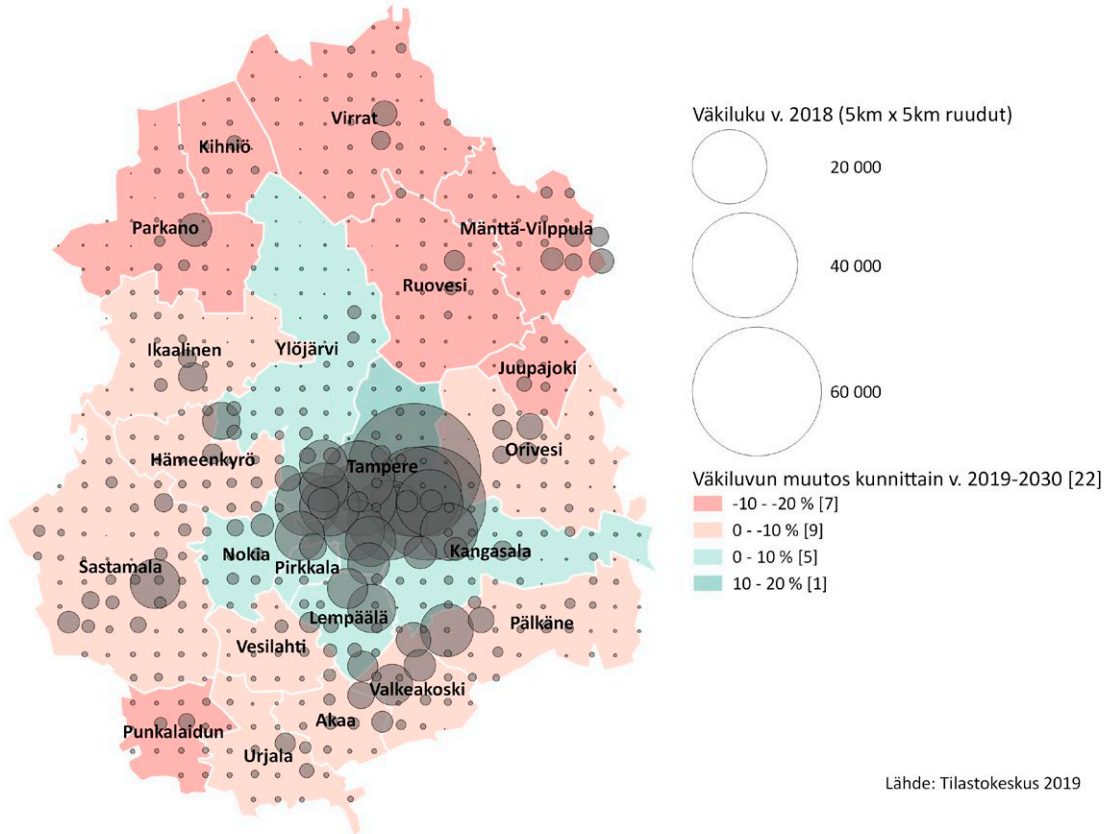 Virrat
Kihniö
Parkano
Mänttä-Vilppula
Ruovesi
Ikaalinen
Ylöjärvi
Juupajoki
Hämeenkyrö
Tampere
Orivesi
Nokia
Pirkkala
Kangasala
Sastamala
Lempäälä
Pälkäne
Vesilahti
Valkeakoski
Akaa
Punkalaidun
Urjala
Väkiluku v. 2018 (5km x 5km ruudut)
20 000
40 000
60 000
Väkiluvun muutos kunnittain v. 2019-2030 [22]
-10 - -20 % [7]
0 - -10 % [9]
0 - 10 % [5]
10 - 20 % [1]
Lähde: Tilastokeskus 2019